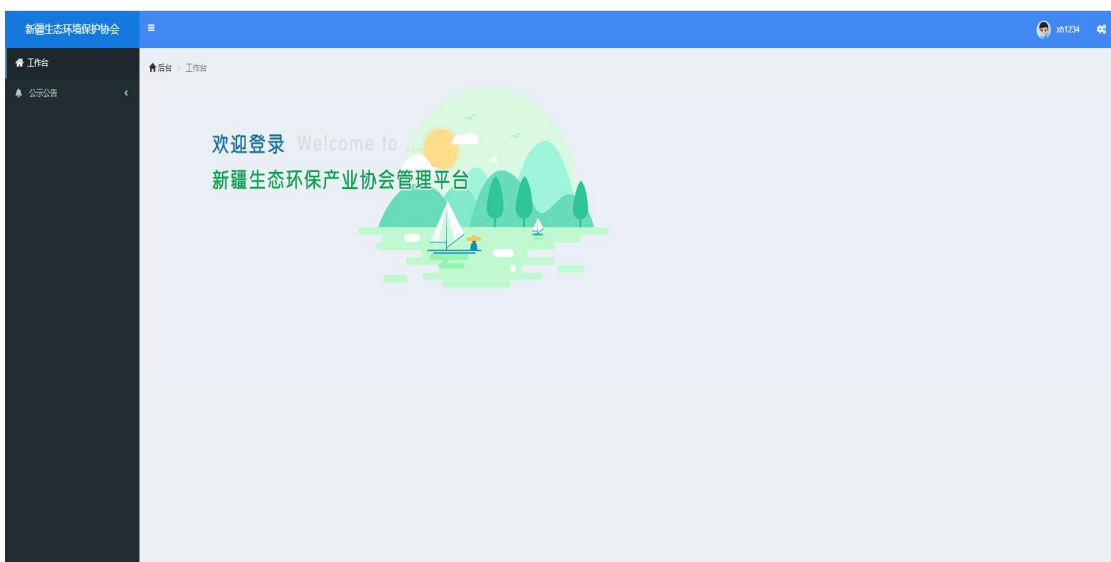 新疆生态环境保护协会
xh1234
工作台
后台 > 工作台
公示公告
欢迎登录 Welcome to ...
新疆生态环保产业协会管理平台